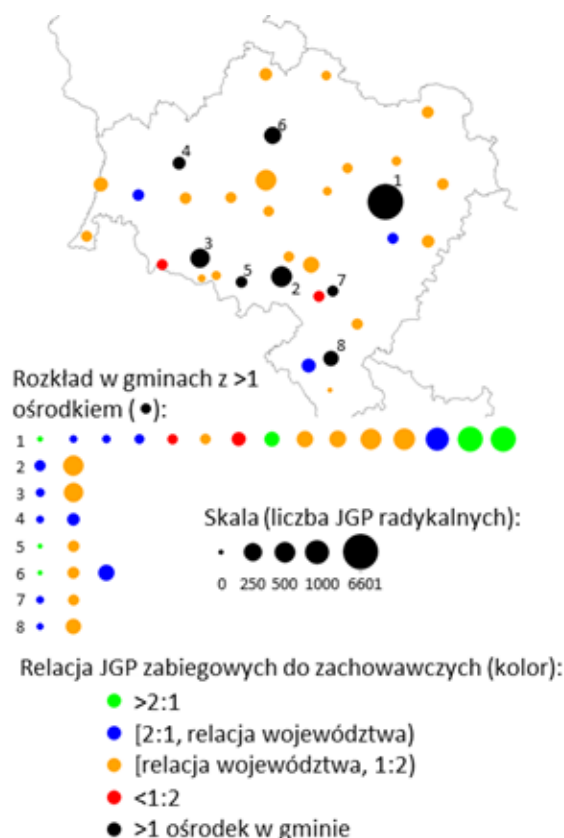 6
4
1
3
5
2
7
8
Rozkład w gminach z >1
ośrodkiem (●):
1
2
3
4
5
6
7
8
Skala (liczba JGP radykalnych):
0 250 500 1000 6601
Relacja JGP zabiegowych do zachowawczych (kolor):
>2:1
[2:1, relacja województwa)
[relacja województwa, 1:2)
<1:2
>1 ośrodek w gminie